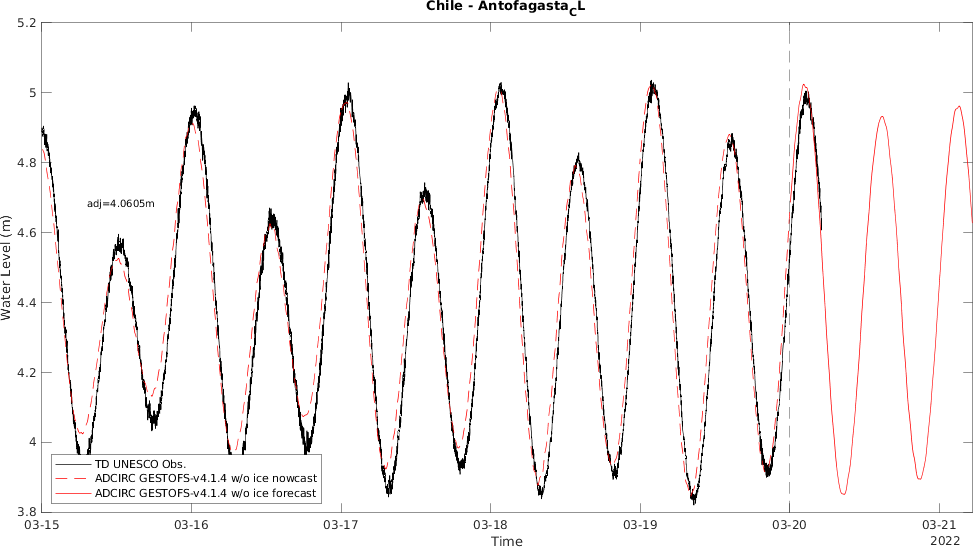 Chile - Antofagasta_CL
5.2
5
4.8
4.6
4.4
4.2
4
3.8
Water Level (m)
adj=4.0605m
TD UNESCO Obs.
ADCIRC GESTOFS-v4.1.4 w/o ice nowcast
ADCIRC GESTOFS-v4.1.4 w/o ice forecast
03-15 03-16 03-17 03-18 03-19 03-20 03-21
Time 2022